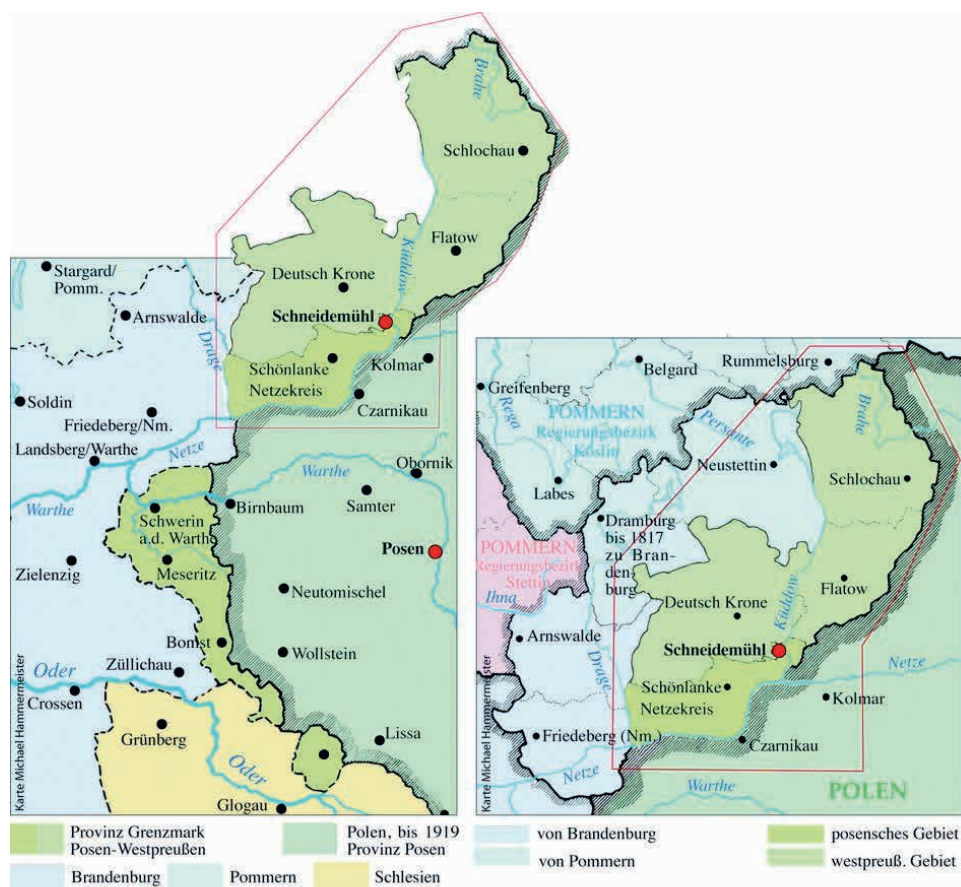 Brahe
Schlochau
Flatow
Küddow
Deutsch Krone
Schneidemühl
Stargard/
Pomm.
Arnswalde
Drage
Schönlanke
Netzekreis
Kolmar
Czarnikau
Soldin
Friedeberg/Nm.
Landsberg/Warthe
Netze
Warthe
Obornik
Warthe
Schwerin
a.d. Warthe
Birnbaum
Samter
Posen
Zielenzig
Meseritz
Neutomischel
Bomst
Wollstein
Oder
Züllichau
Crossen
Grünberg
Lissa
Oder
Glogau
Karte Michael Hammermeister
Provinz Grenzmark
Posen-Westpreußen
Polen, bis 1919
Provinz Posen
Brandenburg
Pommern
Schlesien
Rummelsburg
Belgard
Greifenberg
Rega
POMMERN
Regierungsbezirk
Köslin
Persante
Brahe
Neustettin
Schlochau
Labes
Dramburg
bis 1817
zu Bran-
den-
burg
POMMERN
Regierungsbezirk
Stettin
Ihna
Küddow
Flatow
Deutsch Krone
Arnswalde
Drage
Schneidemühl
Netze
Schönlanke
Netzekreis
Kolmar
Friedeberg (Nm.)
Czarnikau
Netze
Warthe
POLEN
Karte Michael Hammermeister
von Brandenburg
von Pommern
posensches Gebiet
westpreuß. Gebiet